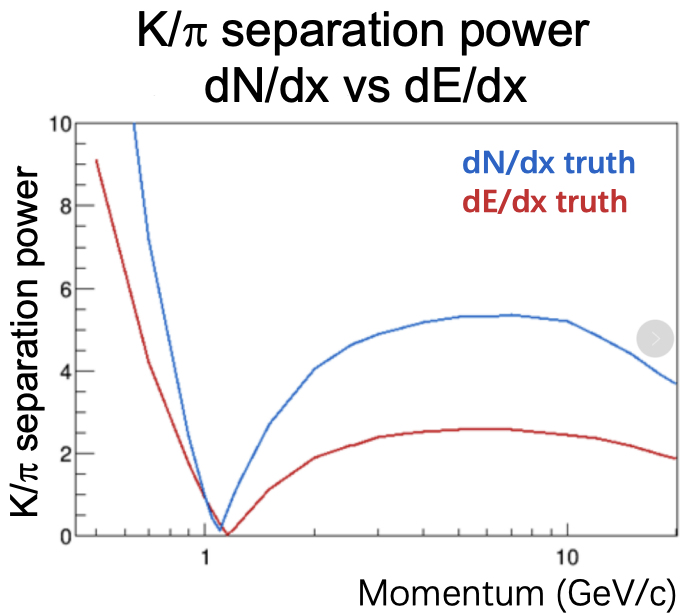 K/π separation power
dN/dx vs dE/dx
10
8
6
4
2
0
K/π separation power
dN/dx truth
dE/dx truth
1
10
Momentum (GeV/c)